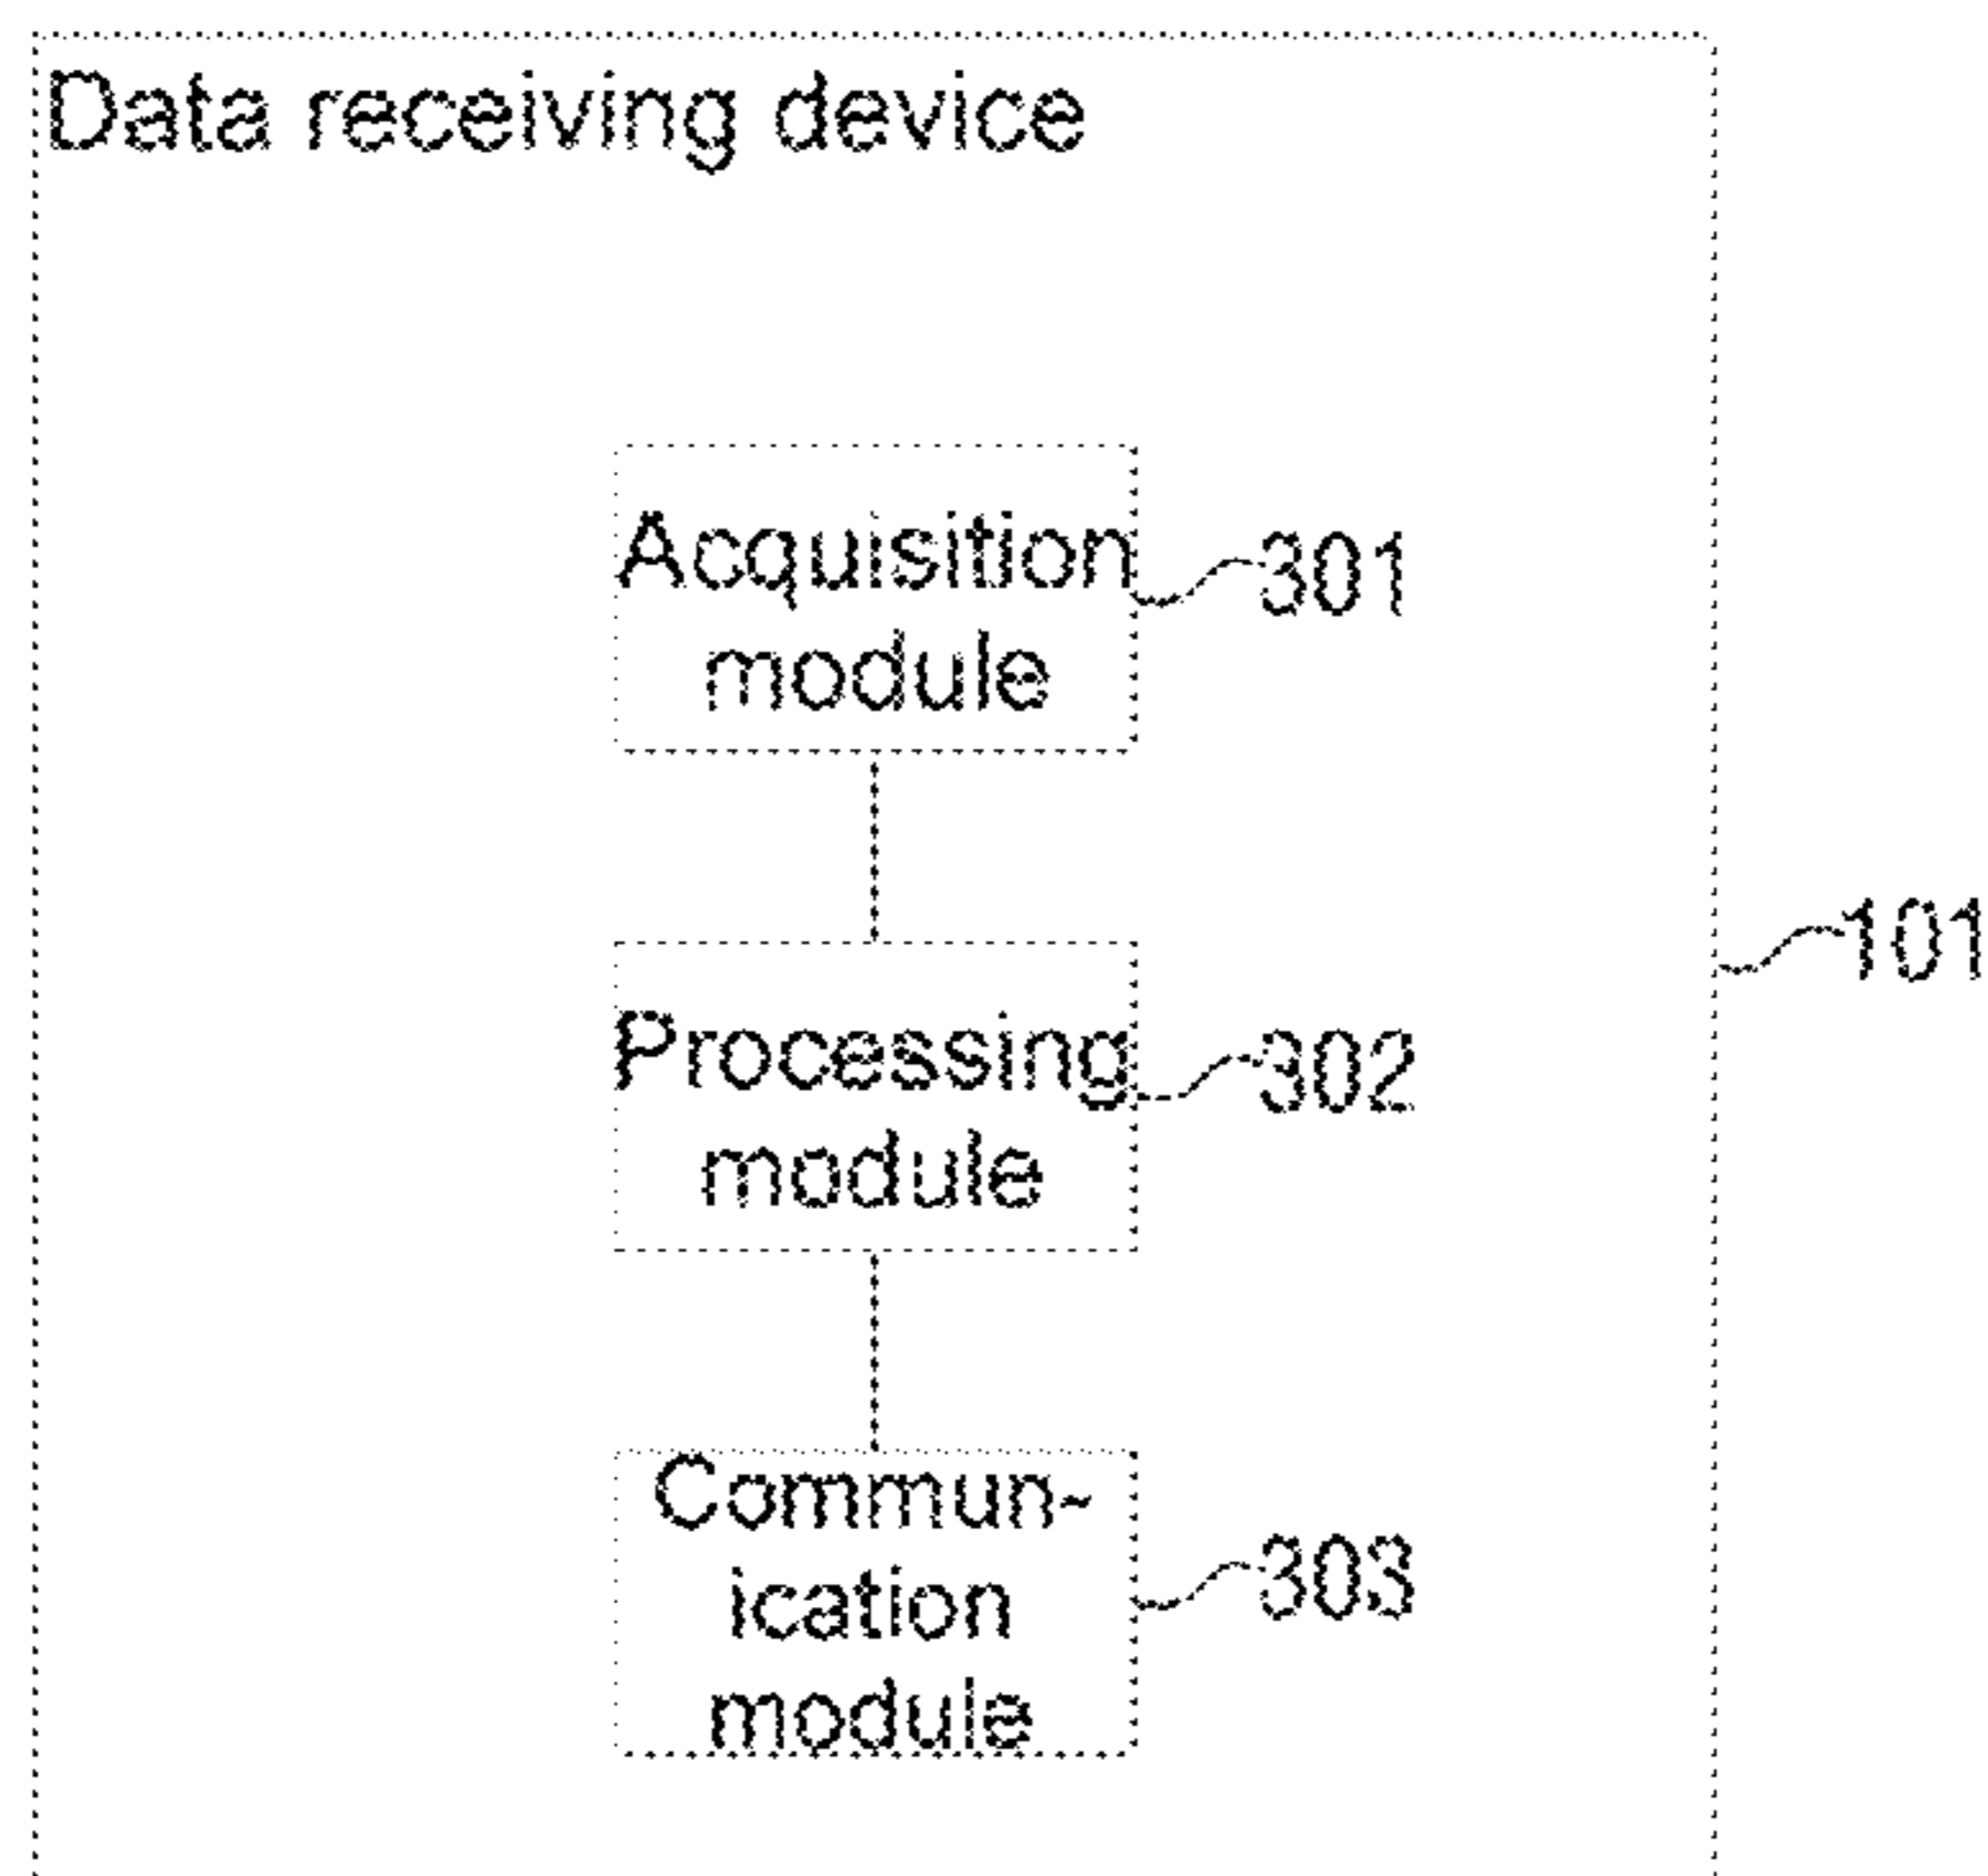 Data receiving device
Acquisition
module
301
Processing
module
302
101
Commun-
ication
module
303